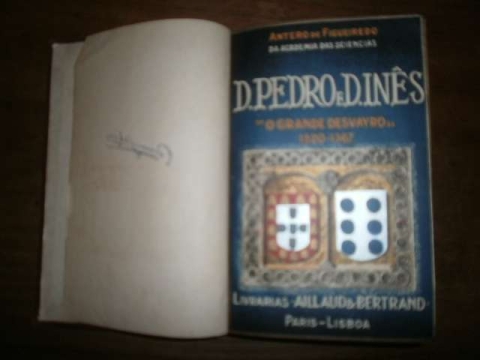 ANTERO DE FIGUEIREDO
DA ACADEMIA DAS SCIENCIAS
D. PEDRO E D. INÊS
"O GRANDE DESVAYRO"
1320-1367
LIVRARIAS AILLAUD & BERTRAND
PARIS-LISBOA